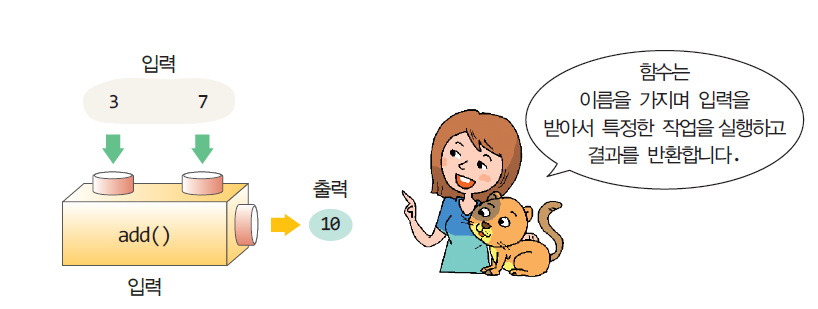 입력
3 7
add()
입력
출력
10
함수는
이름을 가지며 입력을
받아서 특정한 작업을 실행하고
결과를 반환합니다.